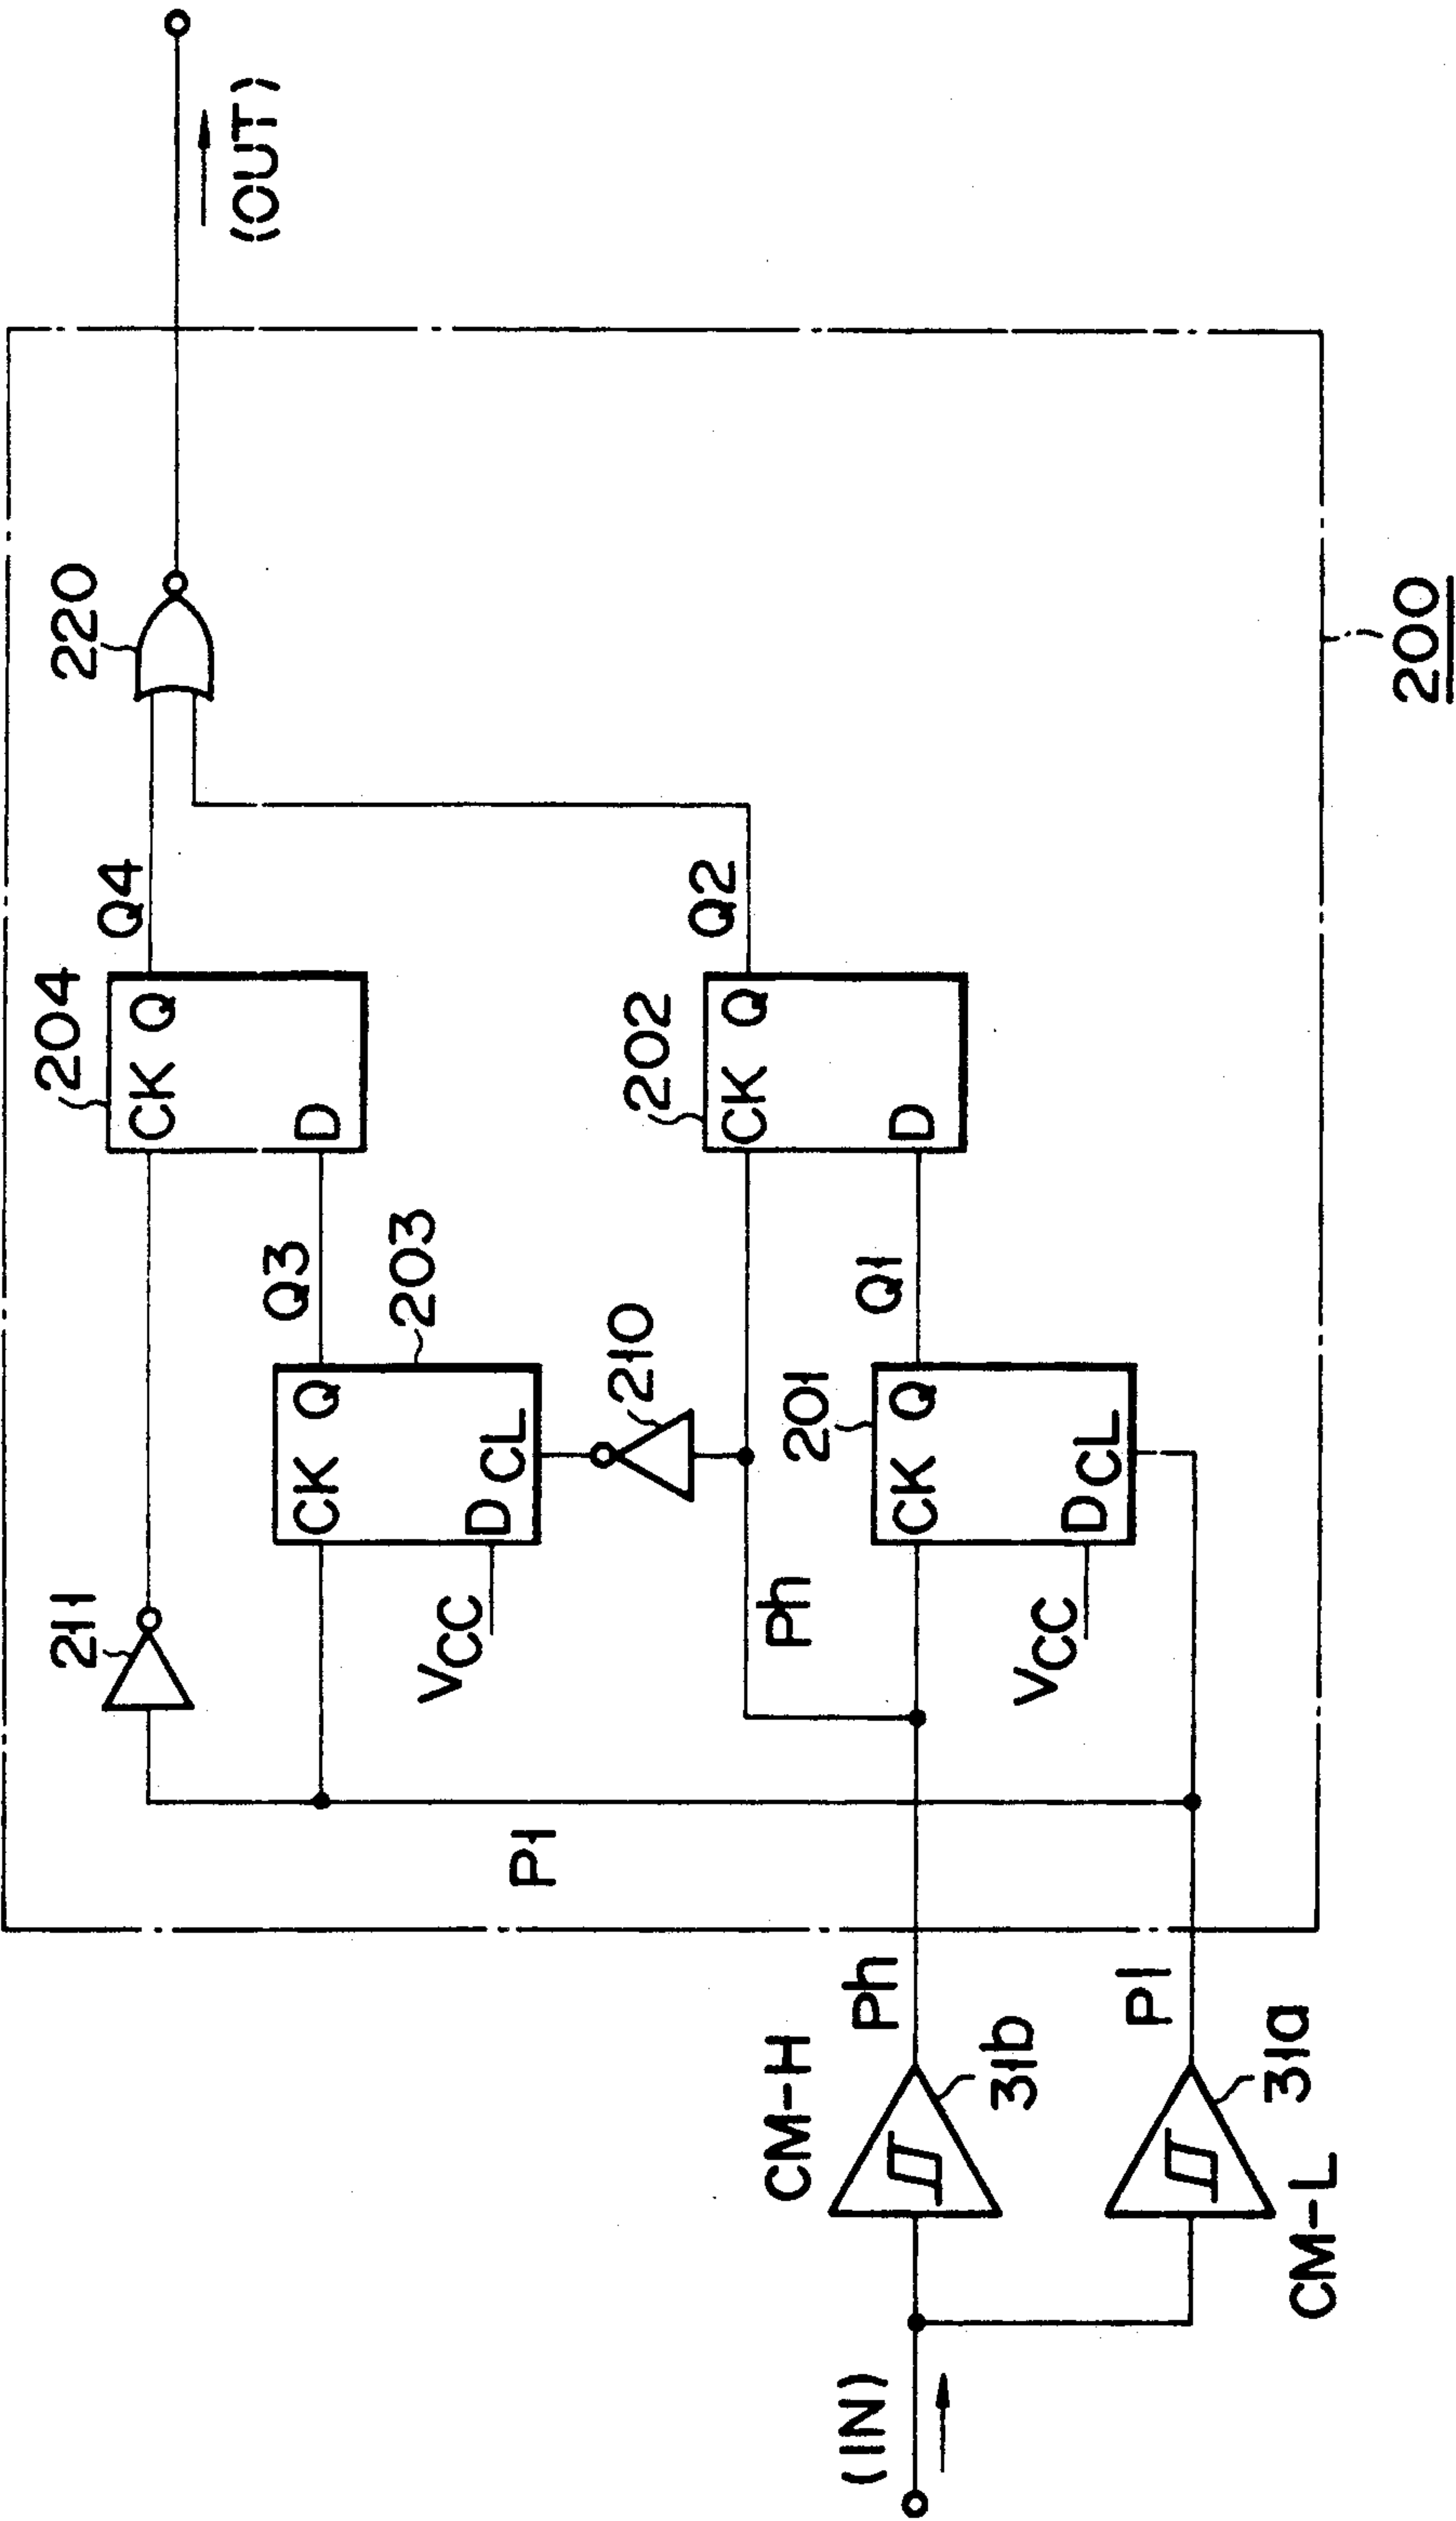 (IN)
CM-H
31b
Ph
CM-L
31a
Pl
Pl
Ph
211
VCC
CK Q
D CL
203
Q3
210
VCC
CK Q
D CL
201
Q1
204
CK Q
D
Q4
202
CK Q
D
Q2
220
(OUT)
200